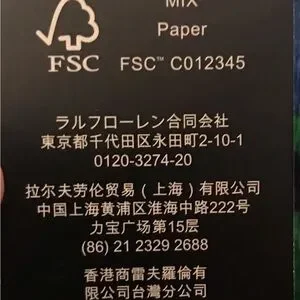 MIX
Paper
FSC
FSC™ C012345
ラルフローレン合同会社
東京都千代田区永田町2-10-1
0120-3274-20
拉尔夫劳伦贸易（上海）有限公司
中国上海黄浦区淮海中路222号
力宝广场第15层
(86) 21 2329 2688
香港商雷夫羅倫有
限公司台灣分公司